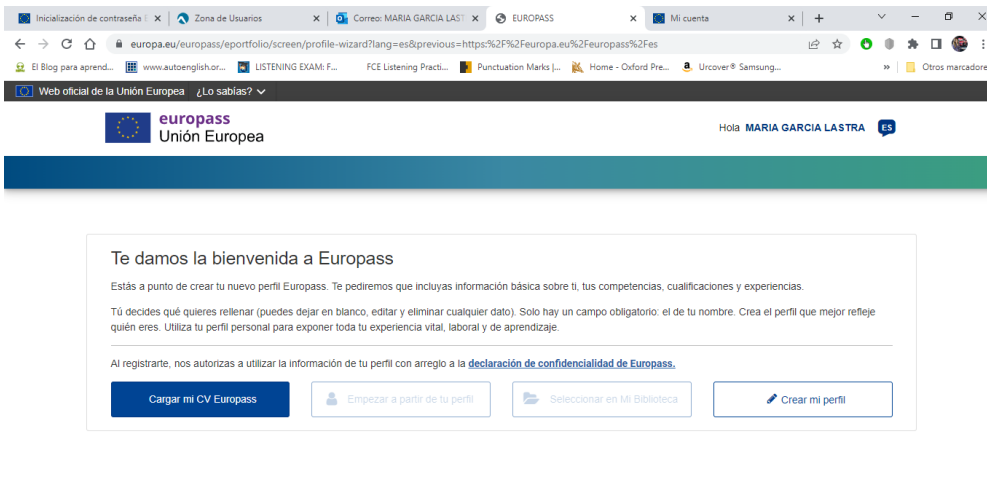 Inicialización de contraseña E
Zona de Usuarios
Correo: MARIA GARCIA LAST
EUROPASS
Mi cuenta
europa.eu/europass/eportfolio/screen/profile-wizard?lang=es&previous=https:%2F%2Feuropa.eu%2Feuropass%2Fes
El Blog para aprend...
www.autoenglish.or...
LISTENING EXAM: F...
FCE Listening Practi...
Punctuation Marks |...
Home - Oxford Pre...
Urcover® Samsung...
»
Otros marcadore
Web oficial de la Unión Europea ¿Lo sabías?
europass
Unión Europea
Hola MARIA GARCIA LASTRA ES
Te damos la bienvenida a Europass
Estás a punto de crear tu nuevo perfil Europass. Te pediremos que incluyas información básica sobre ti, tus competencias, cualificaciones y experiencias.
Tú decides qué quieres rellenar (puedes dejar en blanco, editar y eliminar cualquier dato). Solo hay un campo obligatorio: el de tu nombre. Crea el perfil que mejor refleje
quién eres. Utiliza tu perfil personal para exponer toda tu experiencia vital, laboral y de aprendizaje.
Al registrarte, nos autorizas a utilizar la información de tu perfil con arreglo a la declaración de confidencialidad de Europass.
Cargar mi CV Europass
Empezar a partir de tu perfil
Seleccionar en Mi Biblioteca
Crear mi perfil